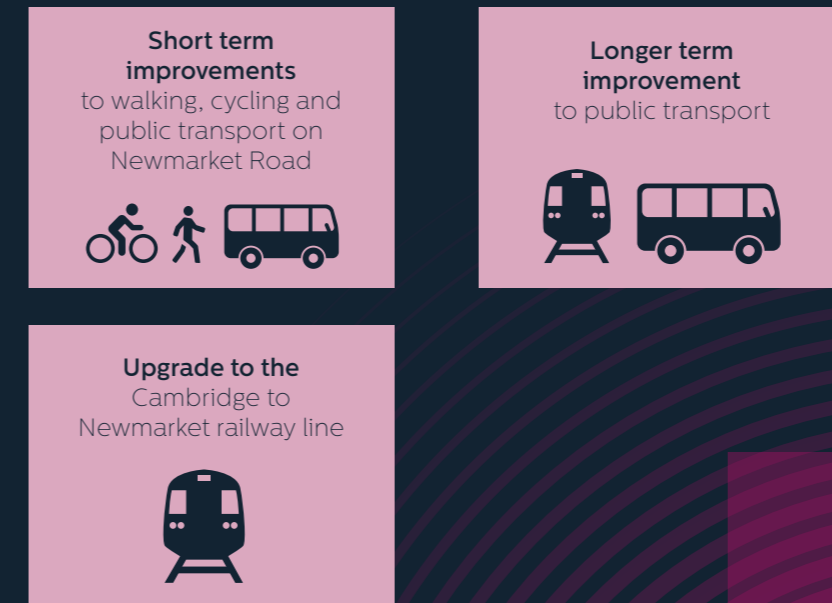 Short term
improvements
to walking, cycling and
public transport on
Newmarket Road
Longer term
improvement
to public transport
Upgrade to the
Cambridge to
Newmarket railway line